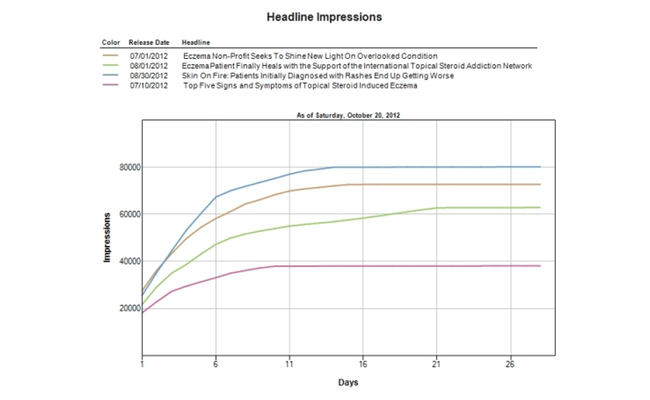 Headline Impressions
Color Release Date Headline
07/01/2012 Eczema Non-Profit Seeks To Shine New Light On Overlooked Condition
08/01/2012 Eczema Patient Finally Heals with the Support of the International Topical Steroid Addiction Network
08/30/2012 Skin On Fire: Patients Initially Diagnosed with Rashes End Up Getting Worse
07/10/2012 Top Five Signs and Symptoms of Topical Steroid Induced Eczema
As of Saturday, October 20, 2012
80000
60000
40000
20000
Impressions
1 6 11 16 21 26
Days